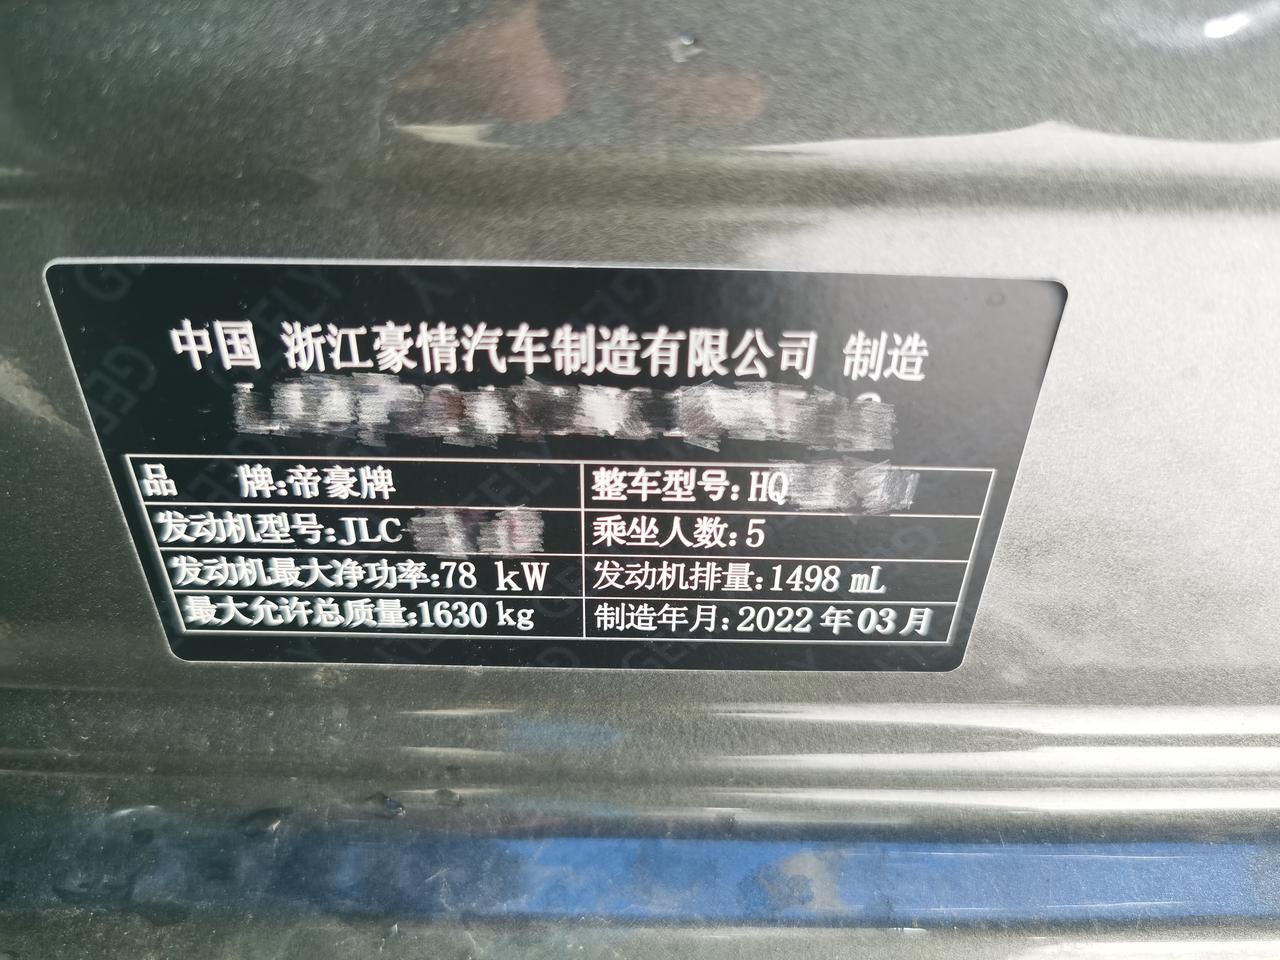 中国 浙江豪情汽车制造有限公司 制造
品 牌:帝豪牌 整车型号:HQ
发动机型号:JLC 乘坐人数:5
发动机最大净功率:78 kW 发动机排量:1498 mL
最大允许总质量:1630 kg 制造年月:2022年03月